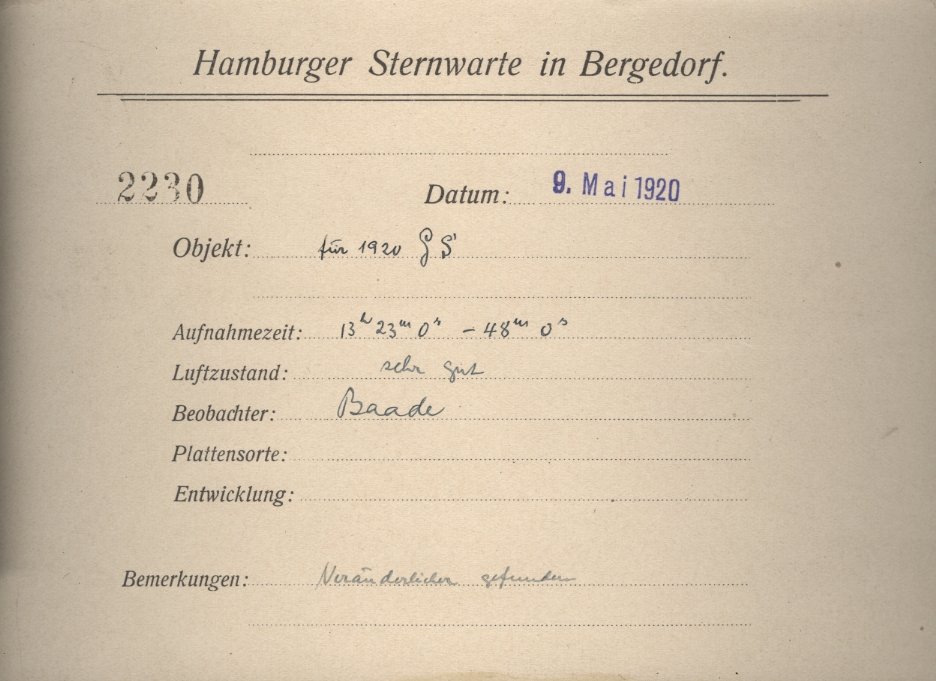 Hamburger Sternwarte in Bergedorf.
2230 Datum: 9. Mai 1920
Objekt: für 1920
Aufnahmezeit: 13ʰ 23ᵐ 0ˢ – 48ᵐ 0ˢ
Luftzustand: sehr gut
Beobachter: Baade
Plattensorte:
Entwicklung:
Bemerkungen: Veränderlicher gefunden